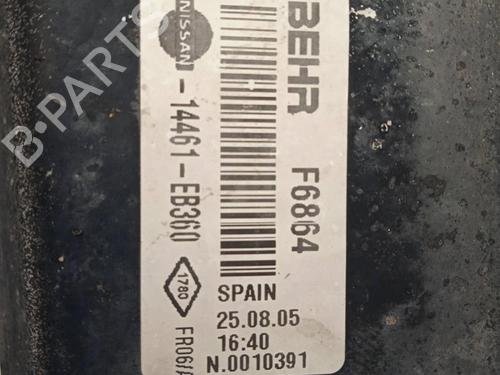 BEHR
F6864
NISSAN
-14461-EB360
1780
SPAIN
25.08.05
16:40
N.0010391
B-PARTS